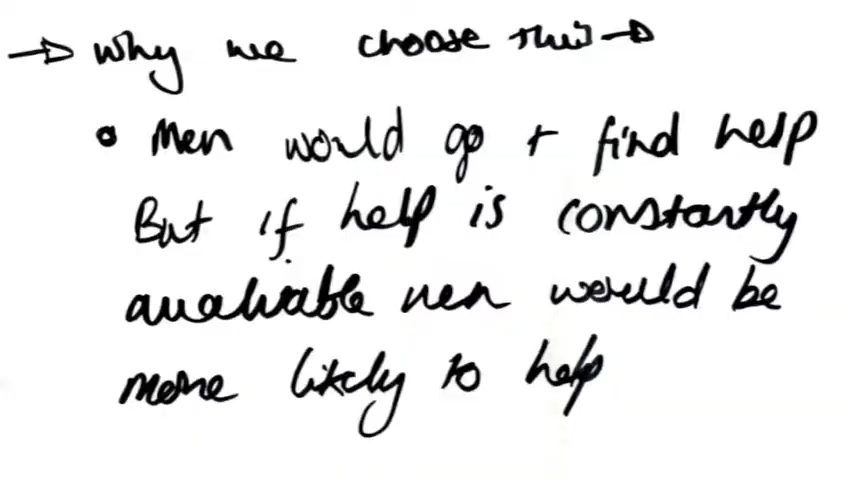 → why we choose this →
• Men would go + find help
But if help is constantly
avaliable men would be
more likely to help